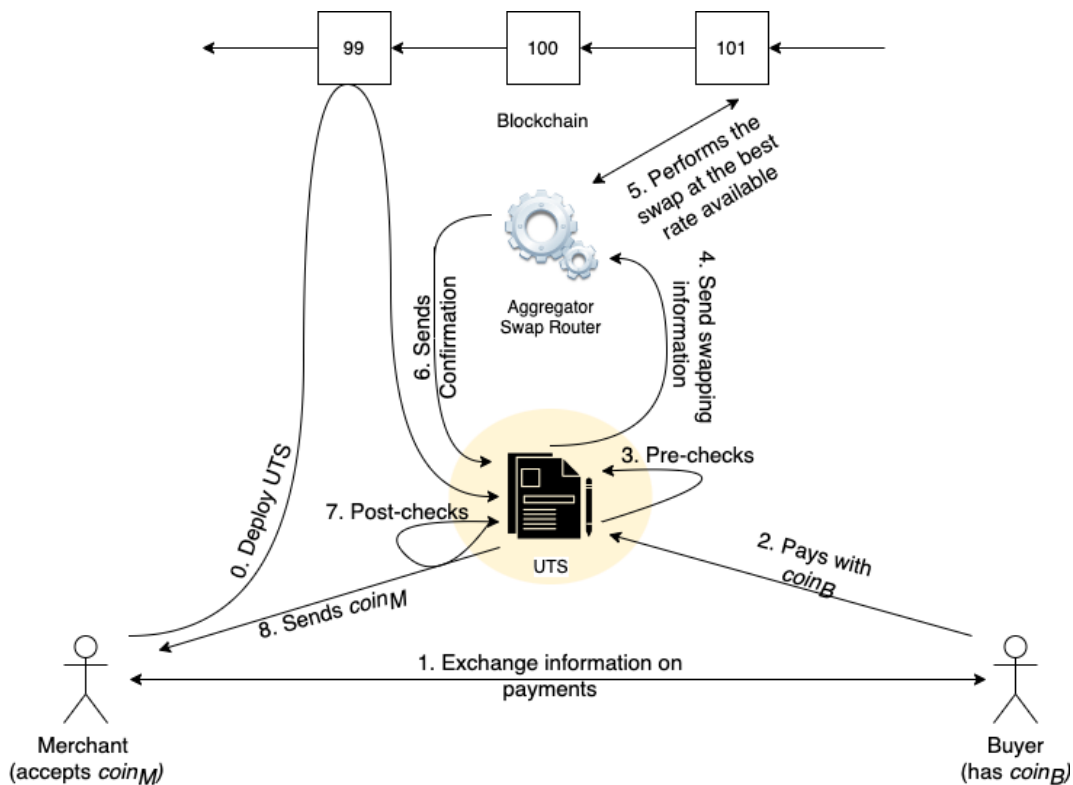 99
100
101
Blockchain
5. Performs the
swap at the best
rate available
4. Send swapping
information
Aggregator
Swap Router
6. Sends
Confirmation
3. Pre-checks
7. Post-checks
0. Deploy UTS
UTS
2. Pays with
coinB
8. Sends coinM
1. Exchange information on
payments
Merchant
(accepts coinM)
Buyer
(has coinB)